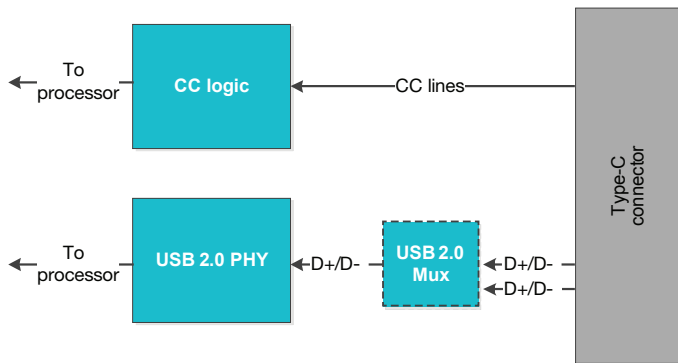 To
processor
CC logic
CC lines
Type-C
connector
To
processor
USB 2.0 PHY
D+/D-
USB 2.0
Mux
D+/D-
D+/D-